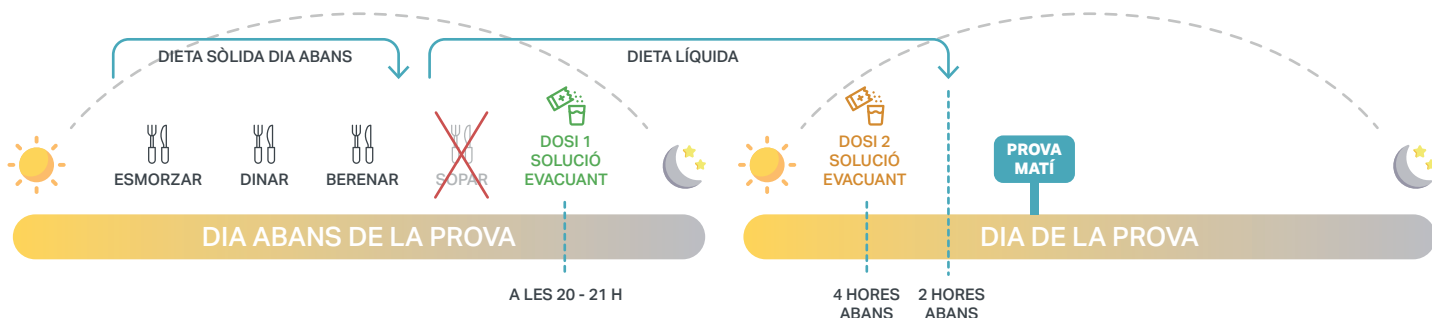 DIETA SÒLIDA DIA ABANS
DIETA LÍQUIDA
ESMORZAR
DINAR
BERENAR
SOPAR
DOSI 1
SOLUCIÓ
EVACUANT
DIA ABANS DE LA PROVA
A LES 20 - 21 H
DOSI 2
SOLUCIÓ
EVACUANT
PROVA
MATÍ
DIA DE LA PROVA
4 HORES
ABANS
2 HORES
ABANS